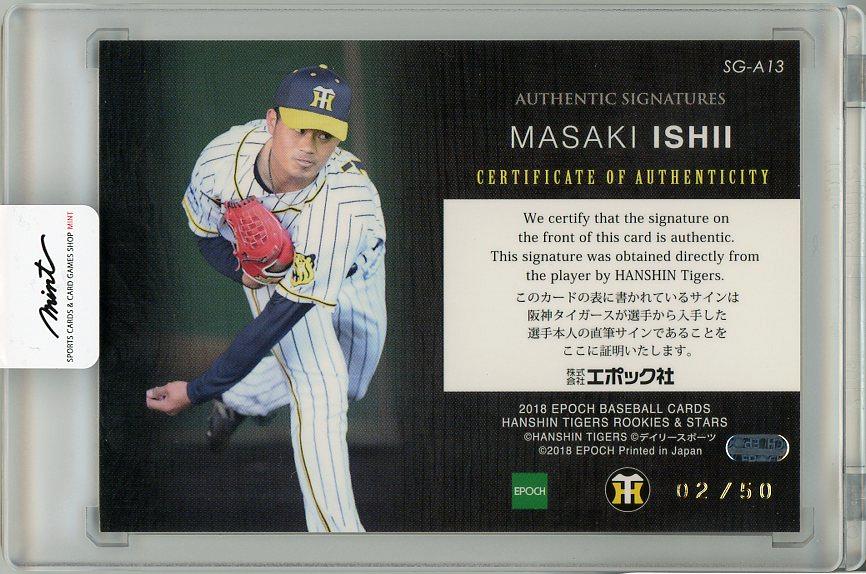 SG-A13
AUTHENTIC SIGNATURES
MASAKI ISHII
CERTIFICATE OF AUTHENTICITY
We certify that the signature on
the front of this card is authentic.
This signature was obtained directly from
the player by HANSHIN Tigers.
このカードの表に書かれているサインは
阪神タイガースが選手から入手した
選手本人の直筆サインであることを
ここに証明いたします。
株式会社エポック社
2018 EPOCH BASEBALL CARDS
HANSHIN TIGERS ROOKIES & STARS
©HANSHIN TIGERS ©デイリースポーツ
©2018 EPOCH Printed in Japan
EPOCH
02/50
mint
SPORTS CARDS & CARD GAMES SHOP MINT